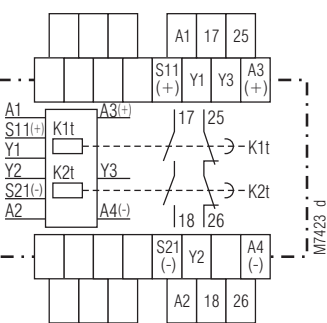 A1 17 25
S11 (+) Y1 Y3 A3 (+)
A1 A3(+)
S11(+) K1t
Y1
Y2 K2t Y3
S21(-)
A2 A4(-)
17 25
K1t
K2t
18 26
S21 (-) Y2 A4 (-)
A2 18 26
M7423 d